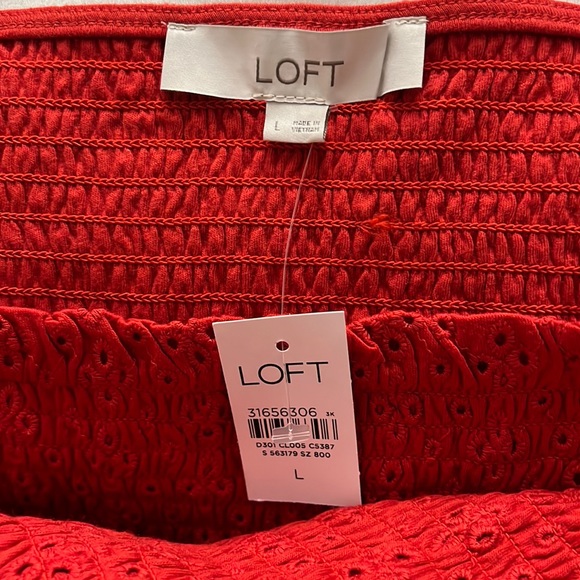 LOFT
L
MADE IN
VIETNAM
LOFT
31656306 3K
D301 CL005 C5387
S 563179 SZ 800
L